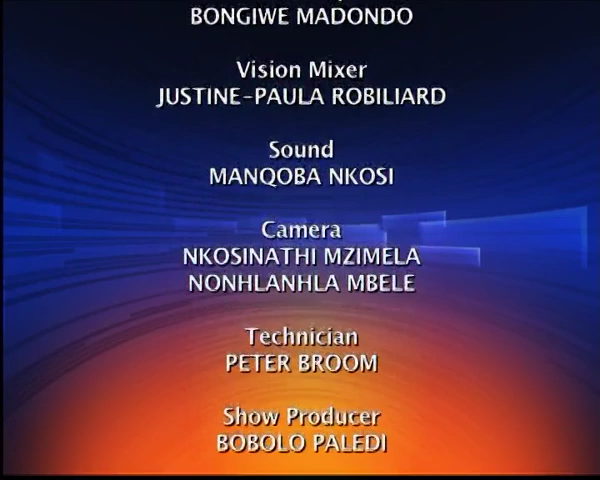 BONGIWE MADONDO
Vision Mixer
JUSTINE-PAULA ROBILIARD
Sound
MANQOBA NKOSI
Camera
NKOSINATHI MZIMELA
NONHLANHLA MBELE
Technician
PETER BROOM
Show Producer
BOBOLO PALEDI